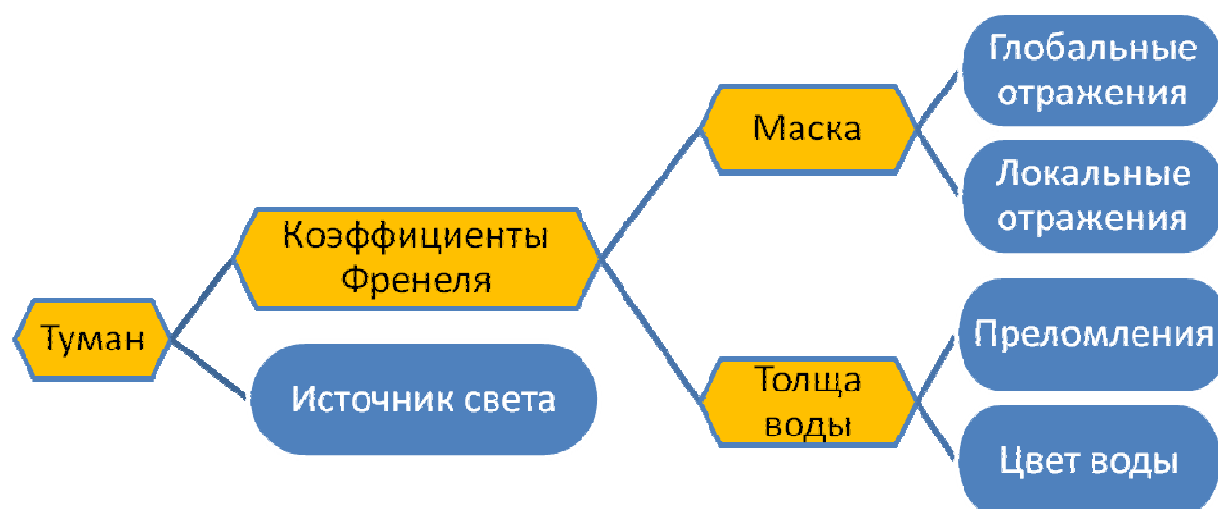 Туман
Коэффициенты
Френеля
Источник света
Маска
Толща
воды
Глобальные
отражения
Локальные
отражения
Преломления
Цвет воды